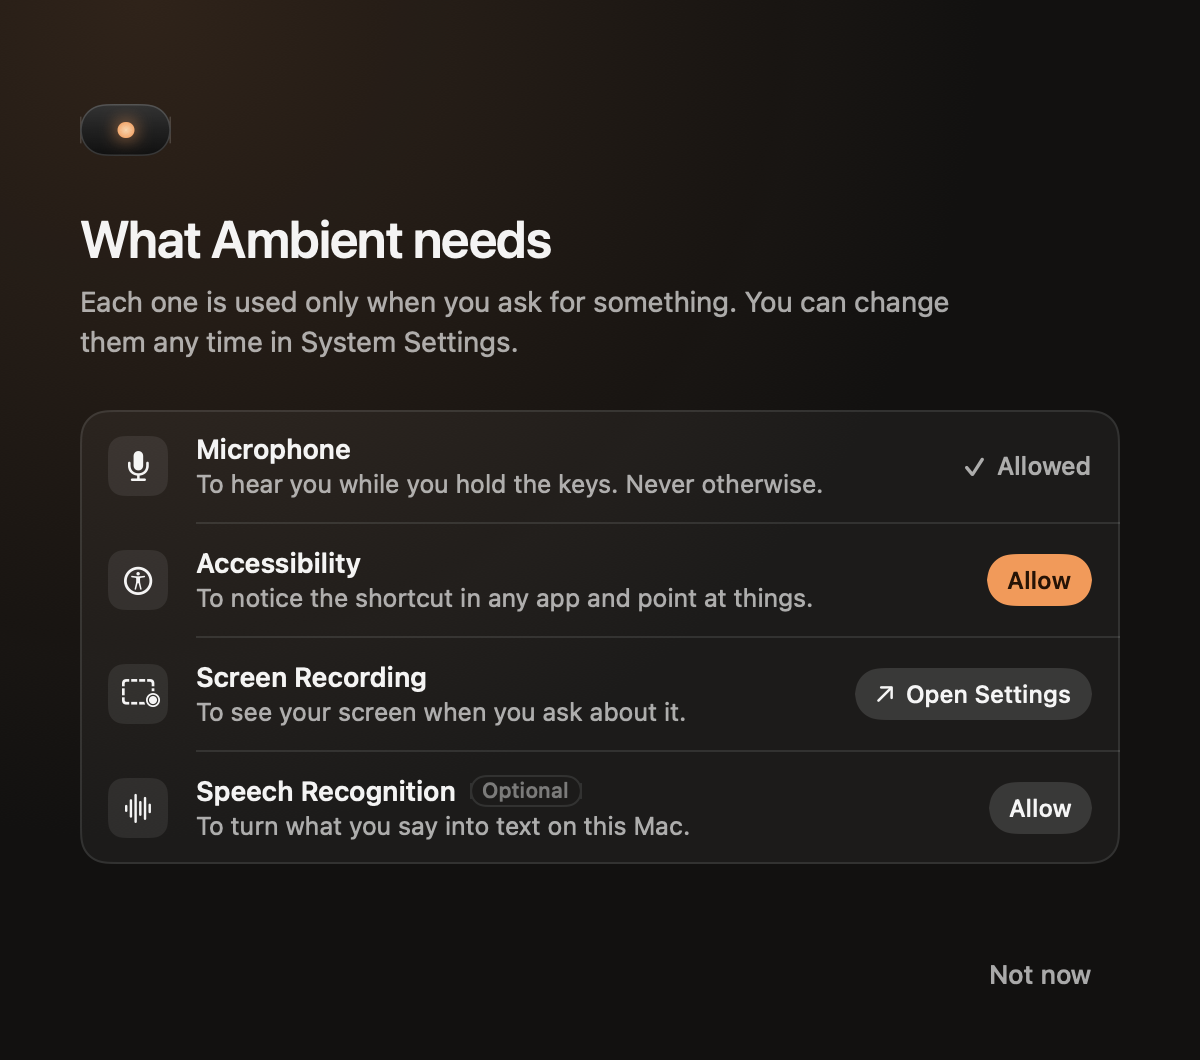 What Ambient needs
Each one is used only when you ask for something. You can change
them any time in System Settings.
Microphone
To hear you while you hold the keys. Never otherwise.
Allowed
Accessibility
To notice the shortcut in any app and point at things.
Allow
Screen Recording
To see your screen when you ask about it.
Open Settings
Speech Recognition Optional
To turn what you say into text on this Mac.
Allow
Not now